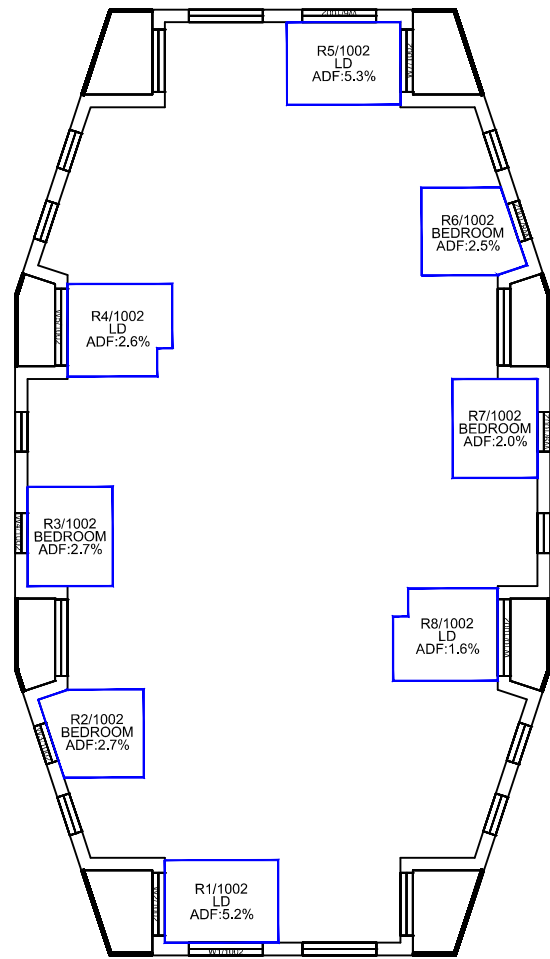 R5/1002
LD
ADF:5.3%
R6/1002
BEDROOM
ADF:2.5%
R4/1002
LD
ADF:2.6%
R7/1002
BEDROOM
ADF:2.0%
R3/1002
BEDROOM
ADF:2.7%
R8/1002
LD
ADF:1.6%
R2/1002
BEDROOM
ADF:2.7%
R1/1002
LD
ADF:5.2%
W1/1002